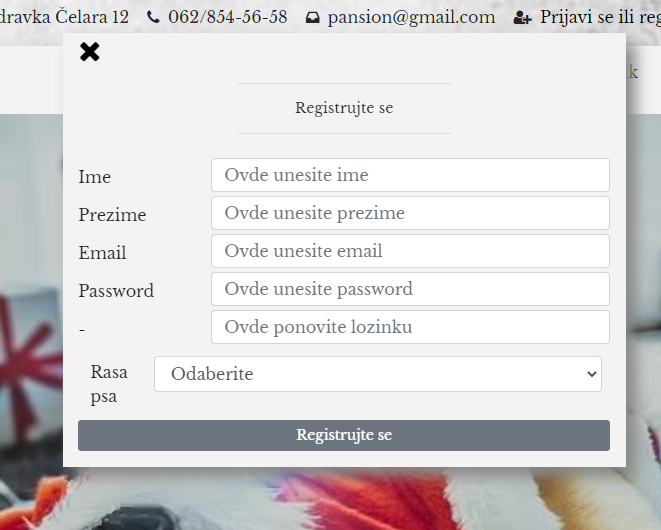 dravka Čelara 12 062/854-56-58 pansion@gmail.com Prijavi se ili reg
k
Registrujte se
Ime Ovde unesite ime
Prezime Ovde unesite prezime
Email Ovde unesite email
Password Ovde unesite password
- Ovde ponovite lozinku
Rasa psa Odaberite
Registrujte se